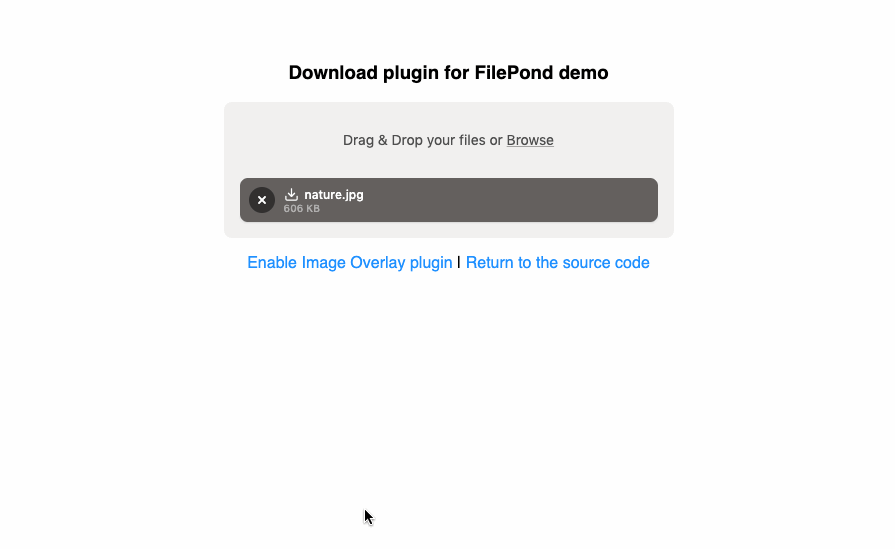 Download plugin for FilePond demo
Drag & Drop your files or Browse
nature.jpg
606 KB
Enable Image Overlay plugin | Return to the source code